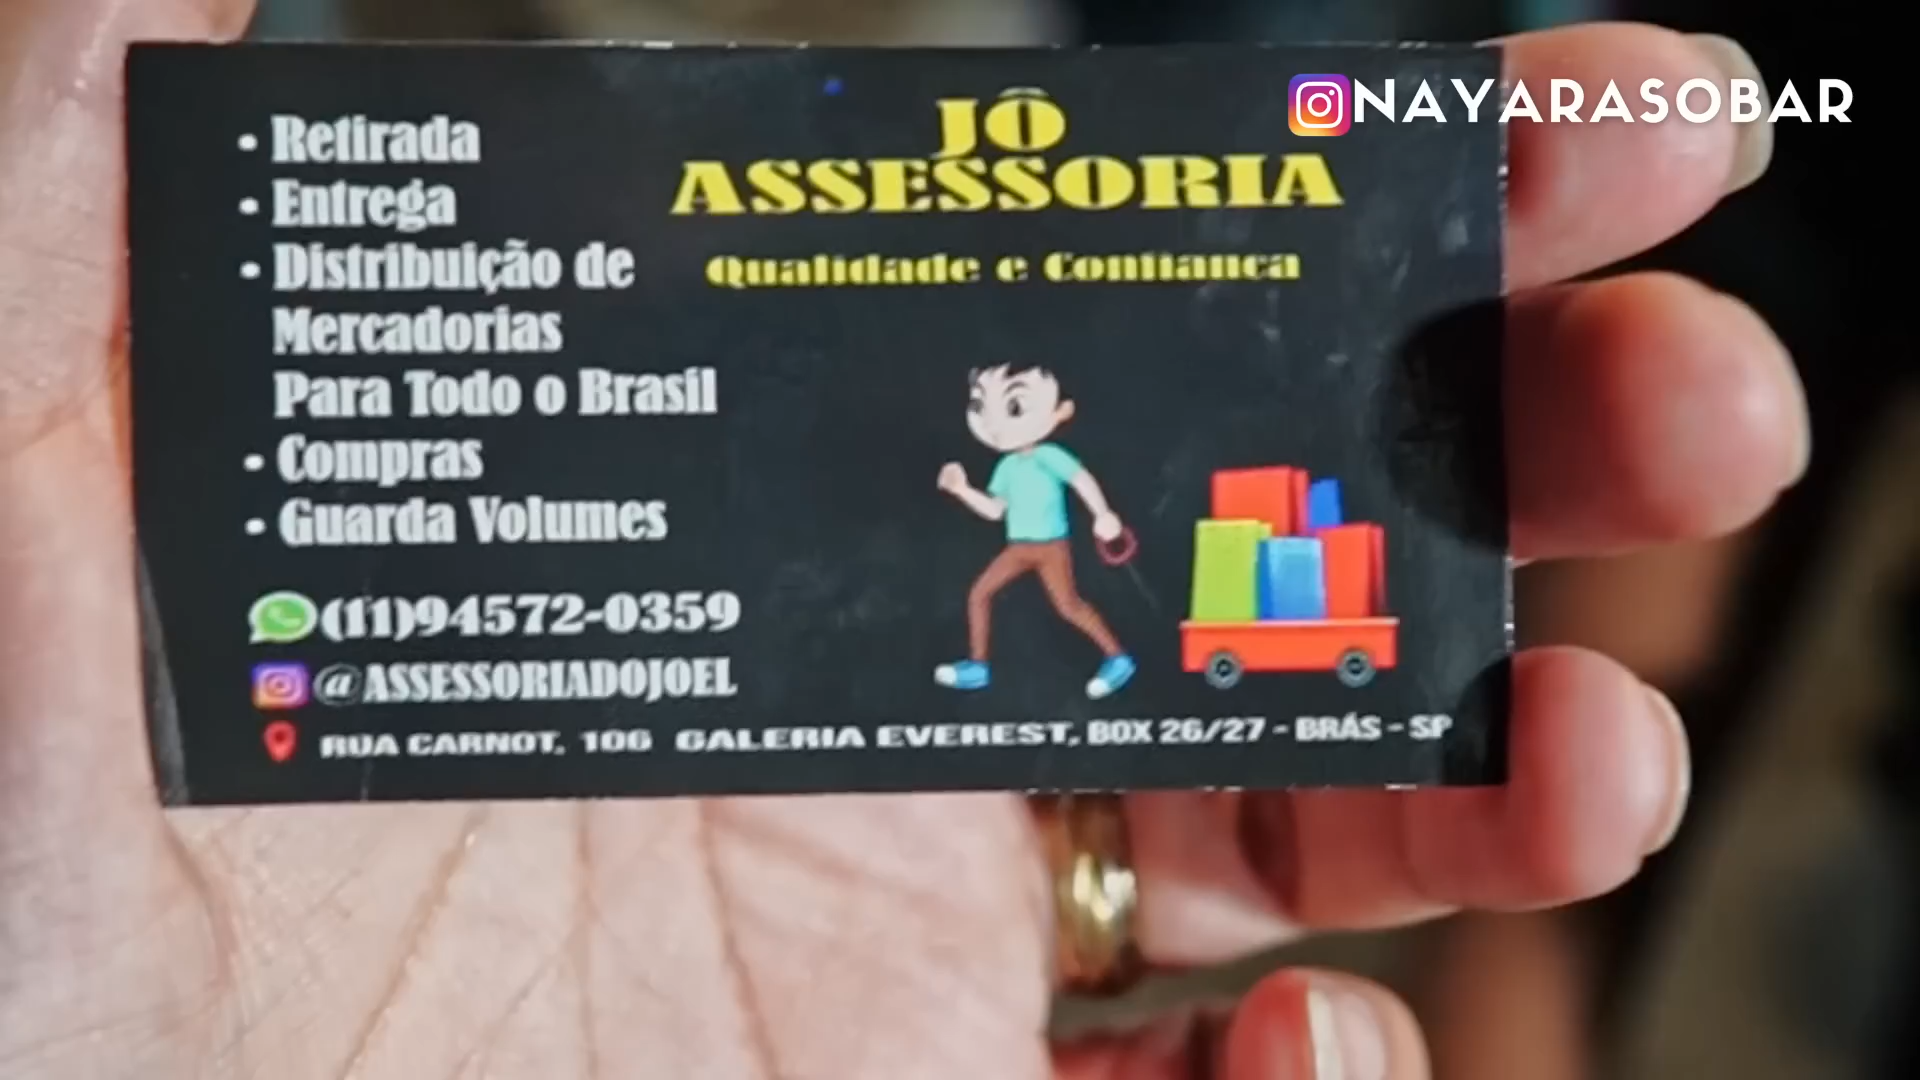 NAYARASOBAR
JÔ
ASSESSORIA
Qualidade e Confiança
• Retirada
• Entrega
• Distribuição de
Mercadorias
Para Todo o Brasil
• Compras
• Guarda Volumes
(11)94572-0359
@ASSESSORIADOJOEL
RUA CARNOT, 106 GALERIA EVEREST, BOX 26/27 - BRÁS - SP